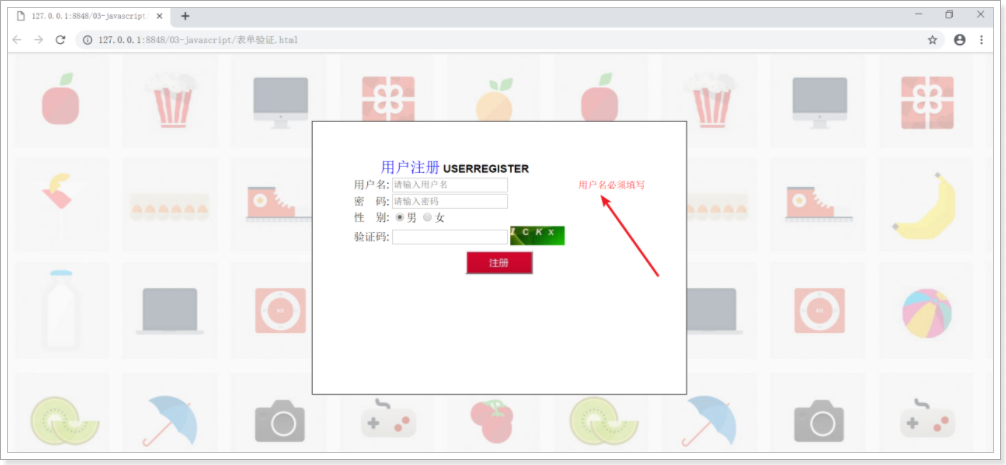 127.0.0.1:8848/03-javascript/
127.0.0.1:8848/03-javascript/表单验证.html
用户注册 USERREGISTER
用户名: 请输入用户名 用户名必须填写
密 码: 请输入密码
性 别: 男 女
验证码: I C K x
注册